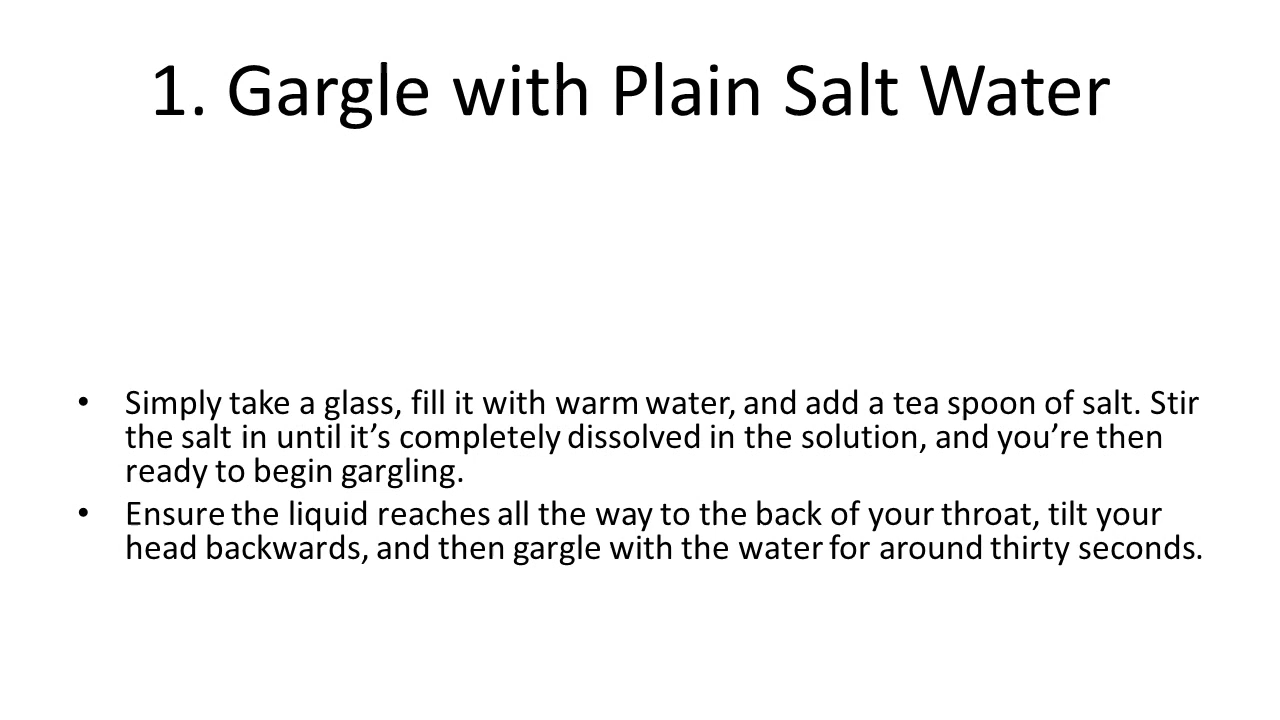 1. Gargle with Plain Salt Water
• Simply take a glass, fill it with warm water, and add a tea spoon of salt. Stir
the salt in until it’s completely dissolved in the solution, and you’re then
ready to begin gargling.
• Ensure the liquid reaches all the way to the back of your throat, tilt your
head backwards, and then gargle with the water for around thirty seconds.